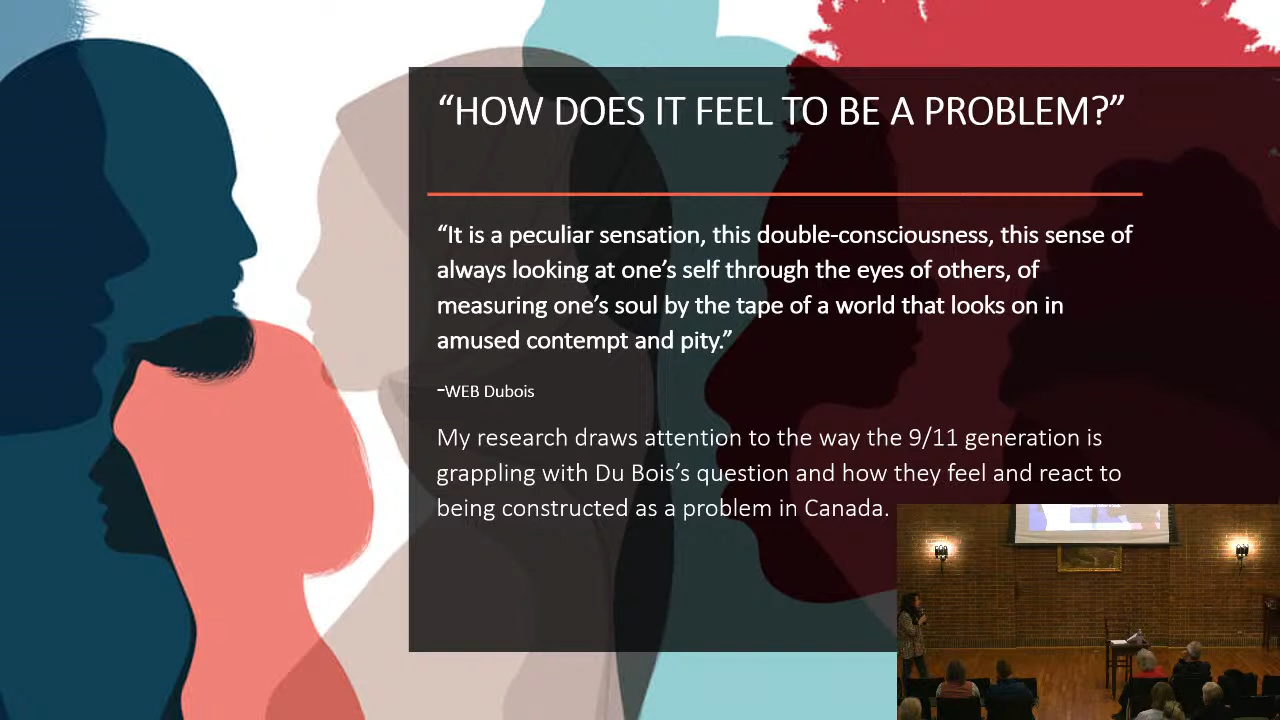 “HOW DOES IT FEEL TO BE A PROBLEM?”
“It is a peculiar sensation, this double-consciousness, this sense of
always looking at one’s self through the eyes of others, of
measuring one’s soul by the tape of a world that looks on in
amused contempt and pity.”
-WEB Dubois
My research draws attention to the way the 9/11 generation is
grappling with Du Bois’s question and how they feel and react to
being constructed as a problem in Canada.